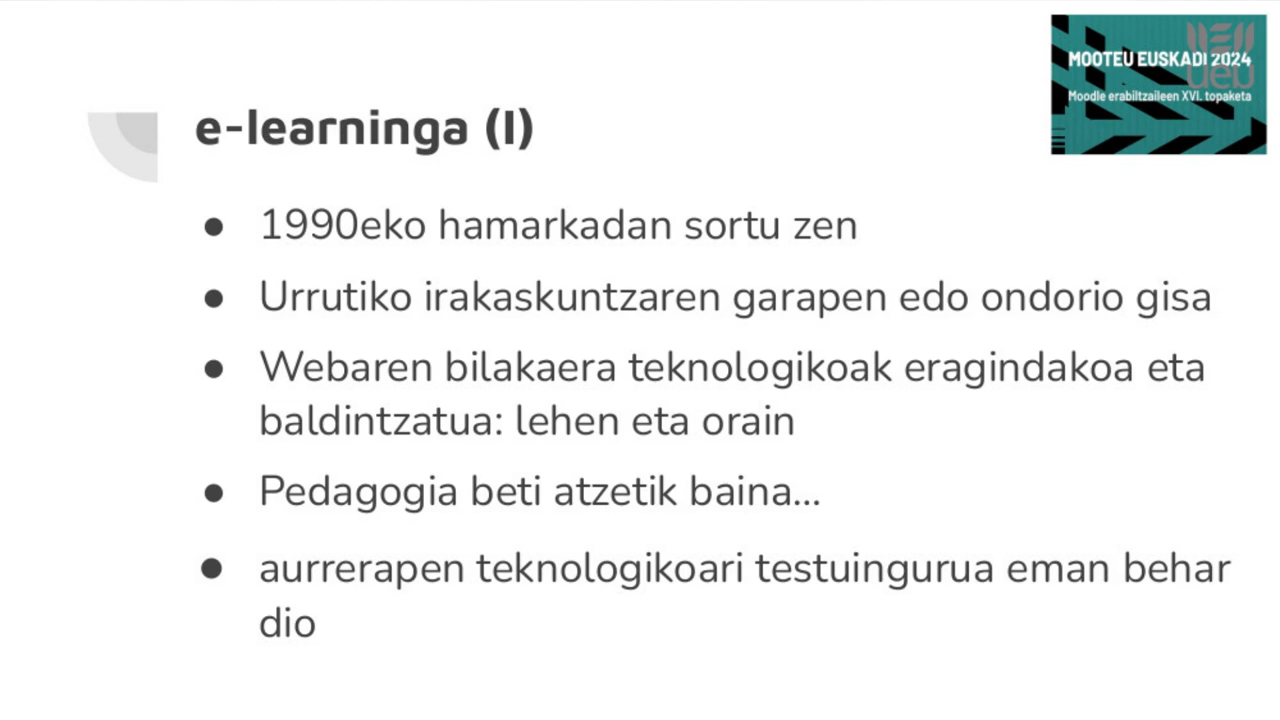 MOOTEU EUSKADI 2024
Moodle erabiltzaileen XVI. topaketa
ueu
e-learninga (I)
● 1990eko hamarkadan sortu zen
● Urrutiko irakaskuntzaren garapen edo ondorio gisa
● Webaren bilakaera teknologikoak eragindakoa eta
baldintzatua: lehen eta orain
● Pedagogia beti atzetik baina...
● aurrerapen teknologikoari testuingurua eman behar
dio